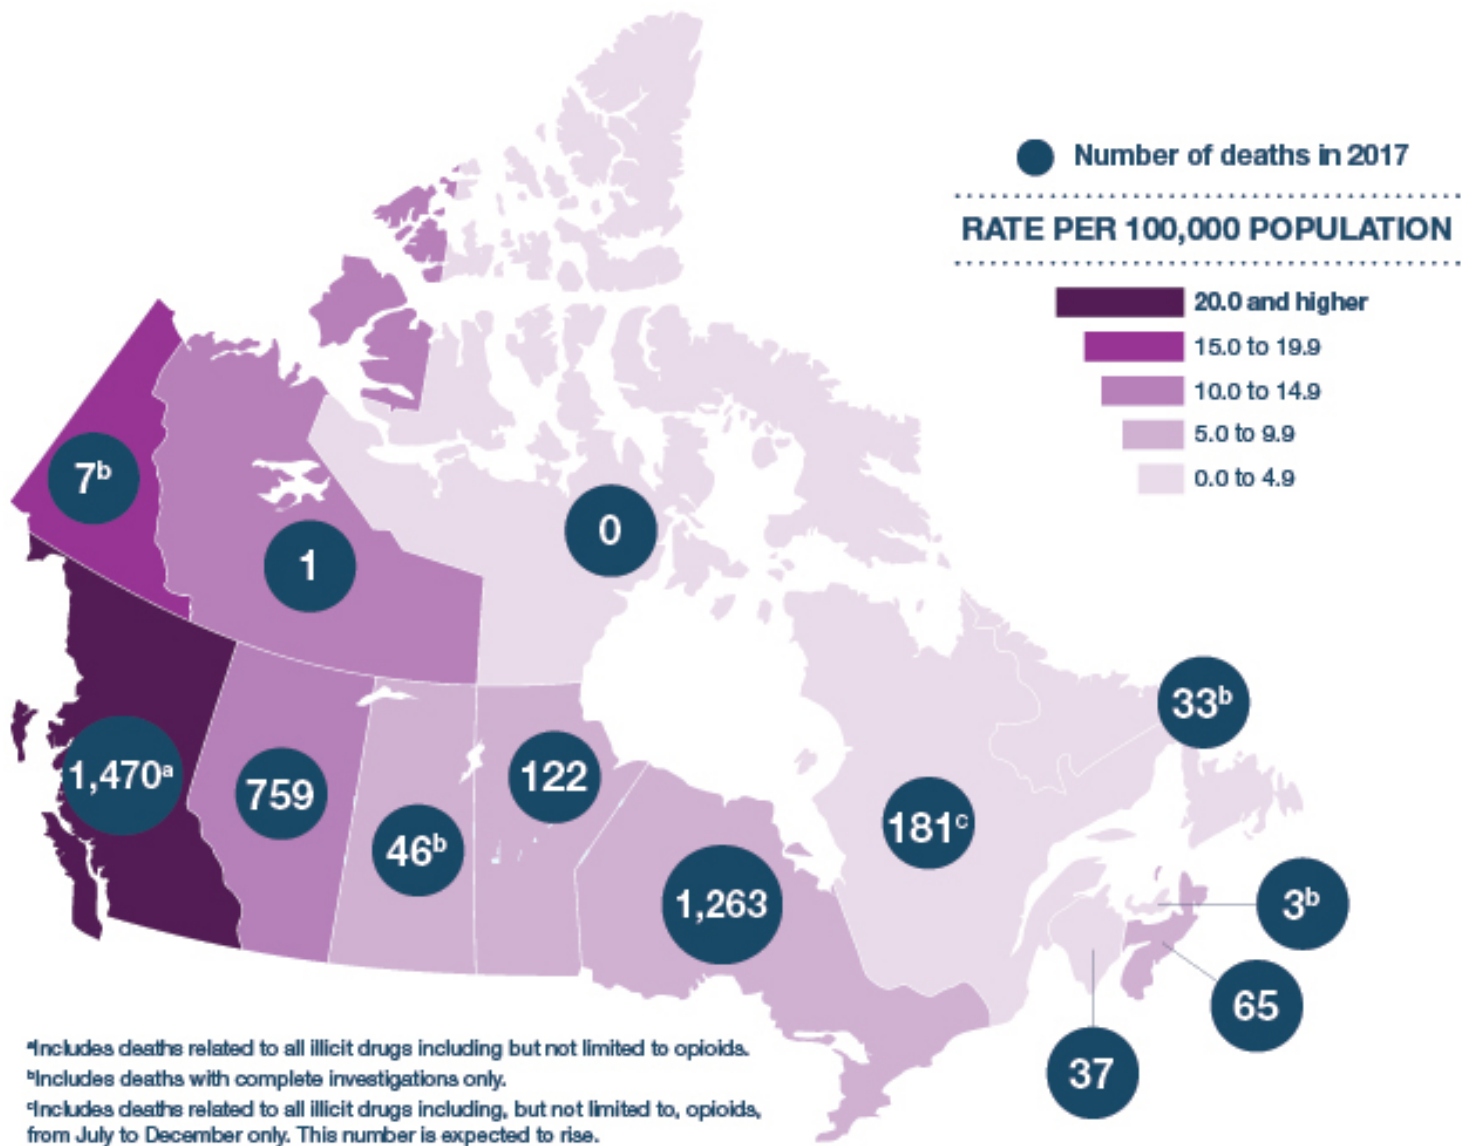 Number of deaths in 2017
RATE PER 100,000 POPULATION
20.0 and higher
15.0 to 19.9
10.0 to 14.9
5.0 to 9.9
0.0 to 4.9
7ᵇ
1
0
33ᵇ
1,470ᵃ
759
46ᵇ
122
1,263
181ᶜ
3ᵇ
65
37
ᵃIncludes deaths related to all illicit drugs including but not limited to opioids.
ᵇIncludes deaths with complete investigations only.
ᶜIncludes deaths related to all illicit drugs including, but not limited to, opioids,
from July to December only. This number is expected to rise.